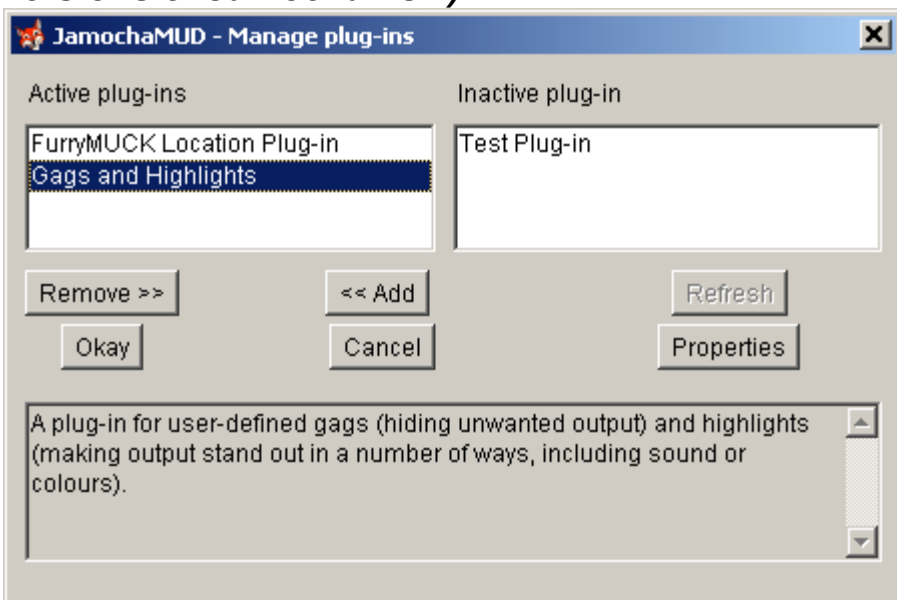 JamochaMUD - Manage plug-ins
Active plug-ins
Inactive plug-in
FurryMUCK Location Plug-in
Gags and Highlights
Test Plug-in
Remove >>
<< Add
Refresh
Okay
Cancel
Properties
A plug-in for user-defined gags (hiding unwanted output) and highlights
(making output stand out in a number of ways, including sound or
colours).